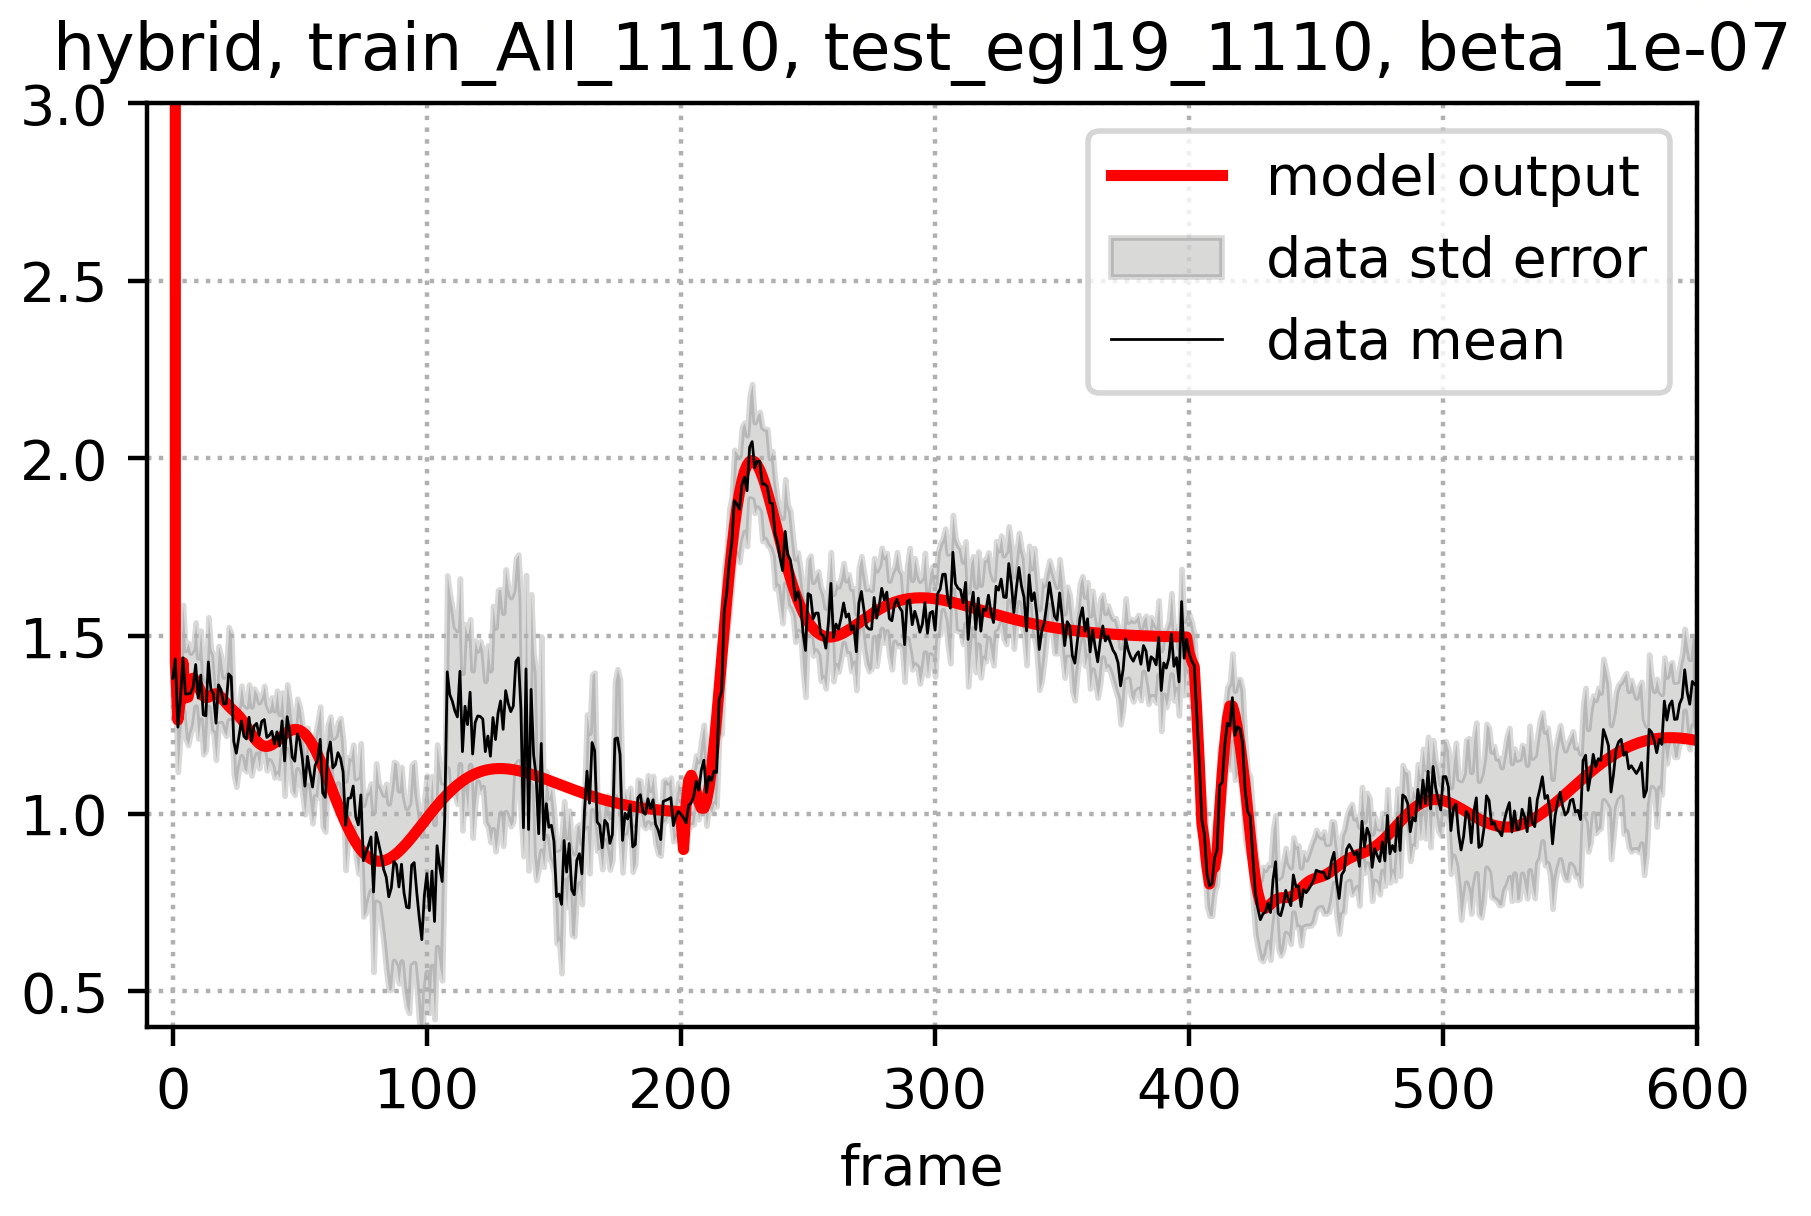 hybrid, train_All_1110, test_egl19_1110, beta_1e-07
3.0
2.5
2.0
1.5
1.0
0.5
model output
data std error
data mean
0 100 200 300 400 500 600
frame